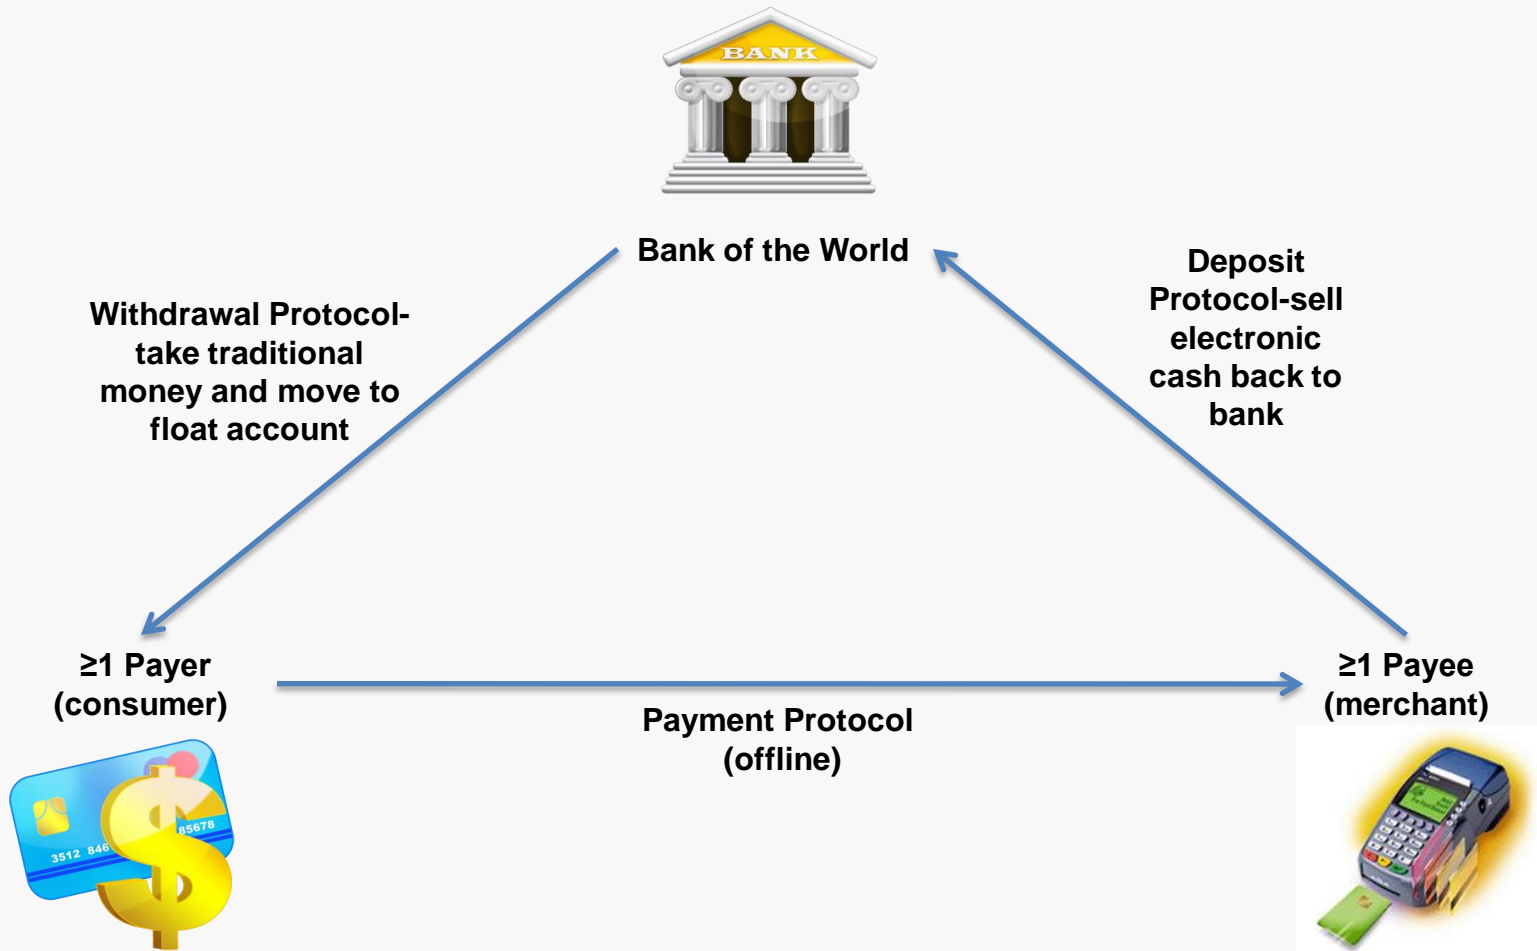 BANK
Bank of the World
Withdrawal Protocol-
take traditional
money and move to
float account
Deposit
Protocol-sell
electronic
cash back to
bank
≥1 Payer
(consumer)
≥1 Payee
(merchant)
Payment Protocol
(offline)
3512 846
85678